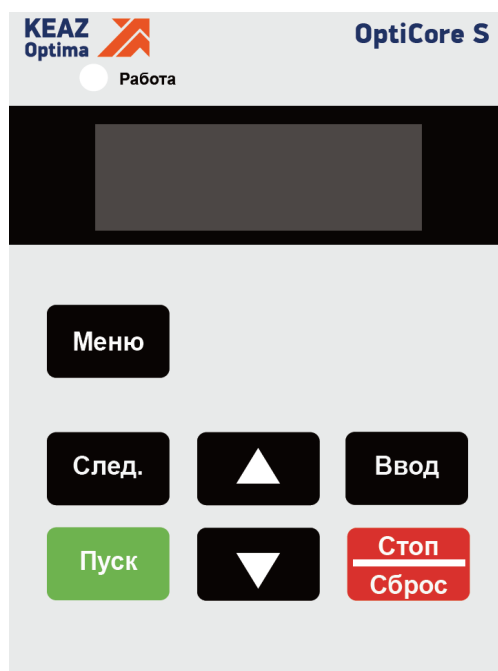 KEAZ
Optima
OptiCore S
Работа
Меню
След.
Ввод
Пуск
Стоп
Сброс